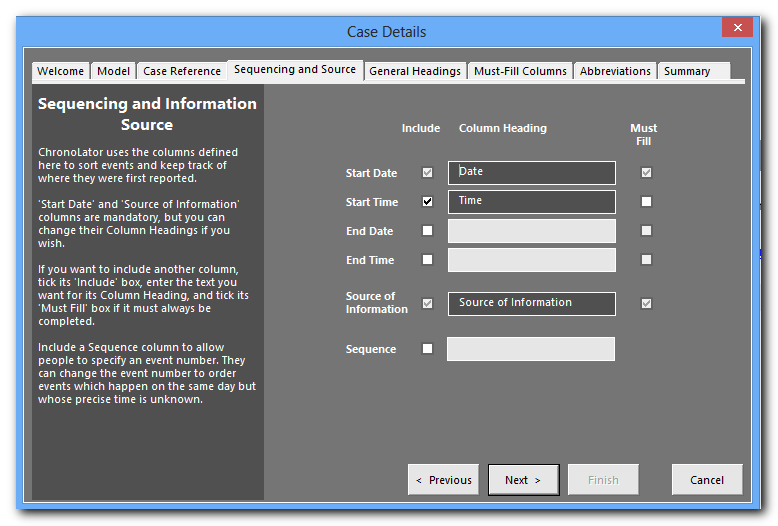 Case Details
Welcome Model Case Reference Sequencing and Source General Headings Must-Fill Columns Abbreviations Summary
Sequencing and Information
Source
ChronoLator uses the columns defined
here to sort events and keep track of
where they were first reported.
'Start Date' and 'Source of Information'
columns are mandatory, but you can
change their Column Headings if you
wish.
If you want to include another column,
tick its 'Include' box, enter the text you
want for its Column Heading, and tick its
'Must Fill' box if it must always be
completed.
Include a Sequence column to allow
people to specify an event number. They
can change the event number to order
events which happen on the same day but
whose precise time is unknown.
Include Column Heading Must
Fill
Start Date Date
Start Time Time
End Date
End Time
Source of
Information Source of Information
Sequence
< Previous Next > Finish Cancel